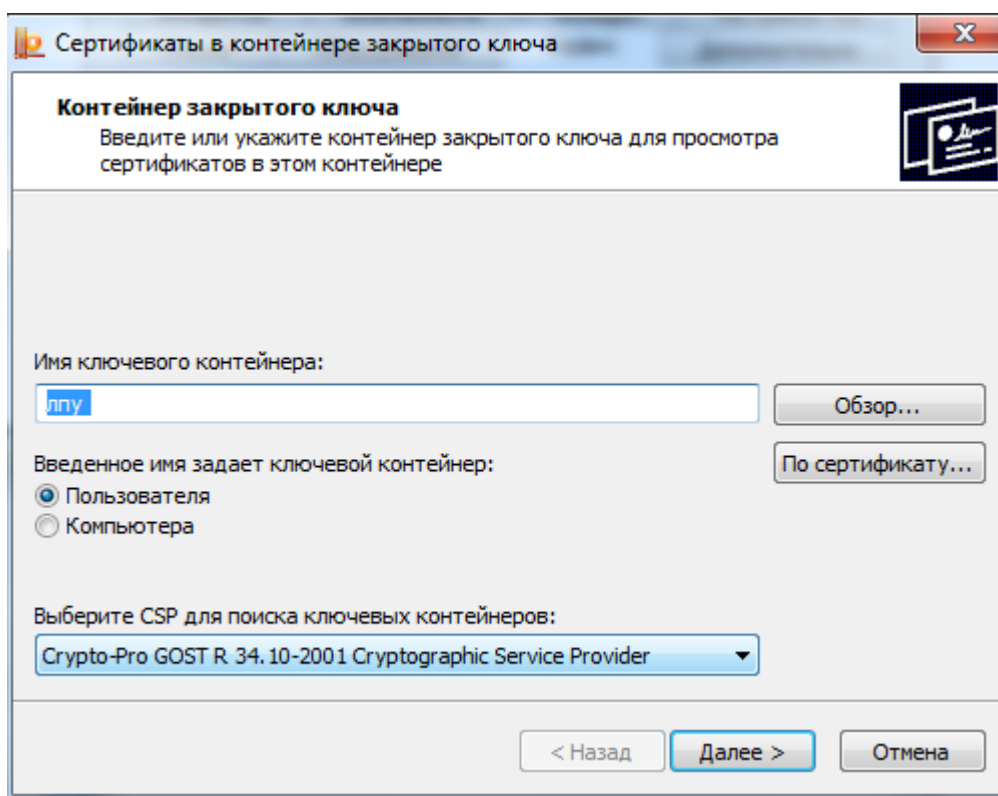 Сертификаты в контейнере закрытого ключа
Контейнер закрытого ключа
Введите или укажите контейнер закрытого ключа для просмотра
сертификатов в этом контейнере
Имя ключевого контейнера:
лпу
Обзор...
Введенное имя задает ключевой контейнер:
По сертификату...
Пользователя
Компьютера
Выберите CSP для поиска ключевых контейнеров:
Crypto-Pro GOST R 34.10-2001 Cryptographic Service Provider
< Назад
Далее >
Отмена